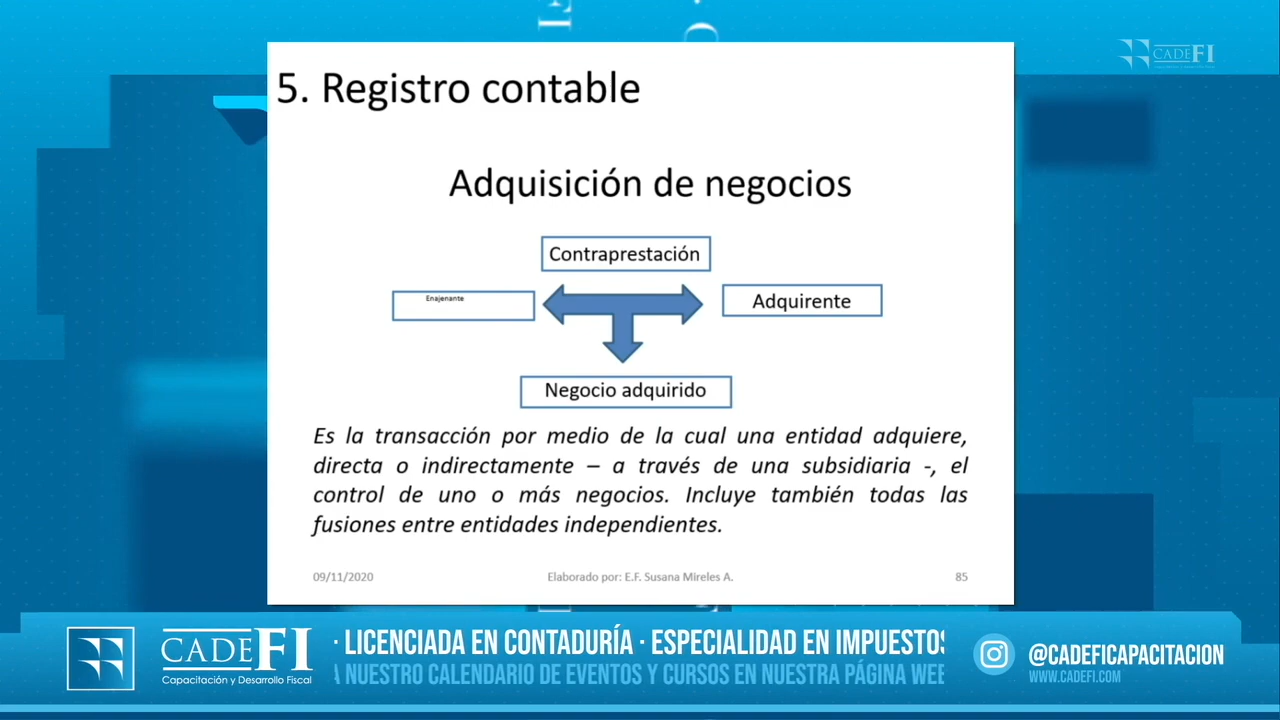 CADEFI
5. Registro contable
Adquisición de negocios
Contraprestación
Enajenante
Adquirente
Negocio adquirido
Es la transacción por medio de la cual una entidad adquiere,
directa o indirectamente – a través de una subsidiaria -, el
control de uno o más negocios. Incluye también todas las
fusiones entre entidades independientes.
09/11/2020
Elaborado por: E.F. Susana Mireles A.
85
CADEFI
Capacitación y Desarrollo Fiscal
· LICENCIADA EN CONTADURÍA · ESPECIALIDAD EN IMPUESTOS
A NUESTRO CALENDARIO DE EVENTOS Y CURSOS EN NUESTRA PÁGINA WEB
@CADEFICAPACITACION
WWW.CADEFI.COM